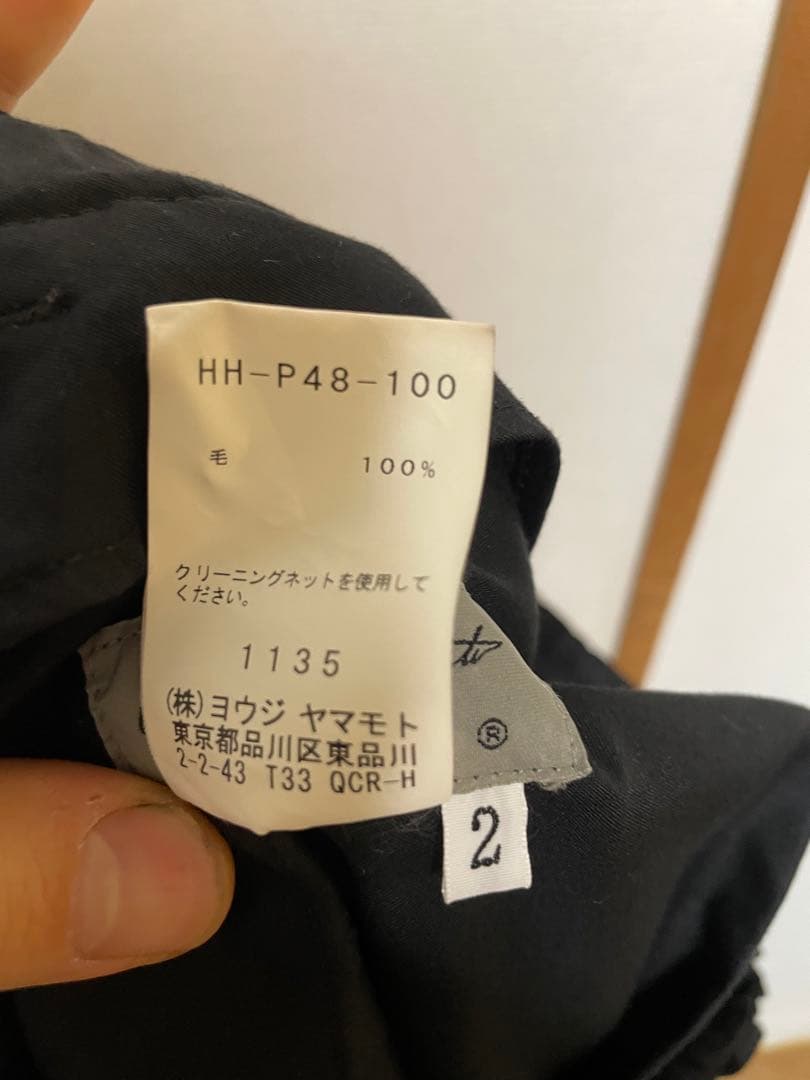 HH-P48-100
毛 100%
クリーニングネットを使用して
ください。
1135
(株)ヨウジ ヤマモト
東京都品川区東品川
2-2-43 T33 QCR-H
®
2